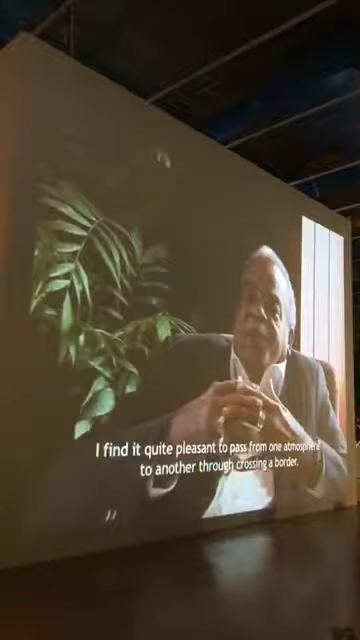 I find it quite pleasant to pass from one atmosphere
to another through crossing a border.